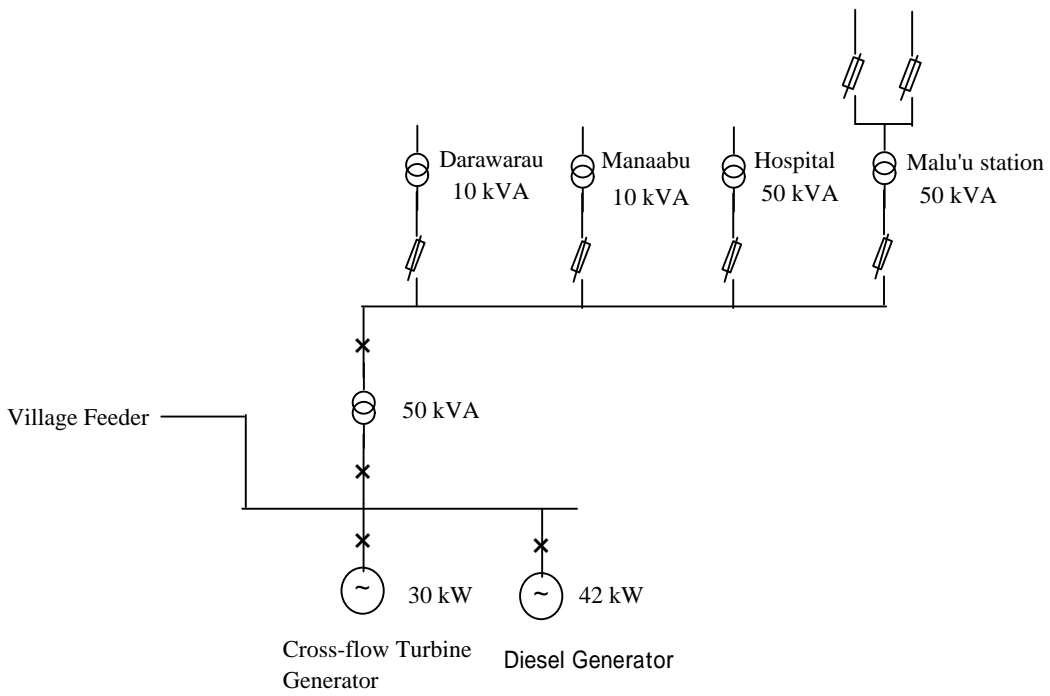 Darawarau
10 kVA
Manaabu
10 kVA
Hospital
50 kVA
Malu'u station
50 kVA
50 kVA
Village Feeder
~
30 kW
~
42 kW
Cross-flow Turbine
Generator
Diesel Generator